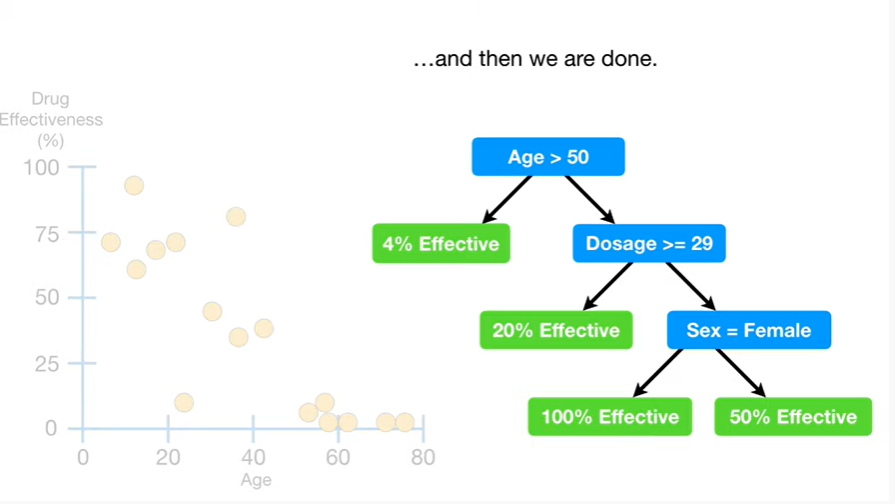 …and then we are done.
Drug
Effectiveness
(%)
100
75
50
25
0
0 20 40 60 80
Age
Age > 50
4% Effective
Dosage >= 29
20% Effective
Sex = Female
100% Effective
50% Effective